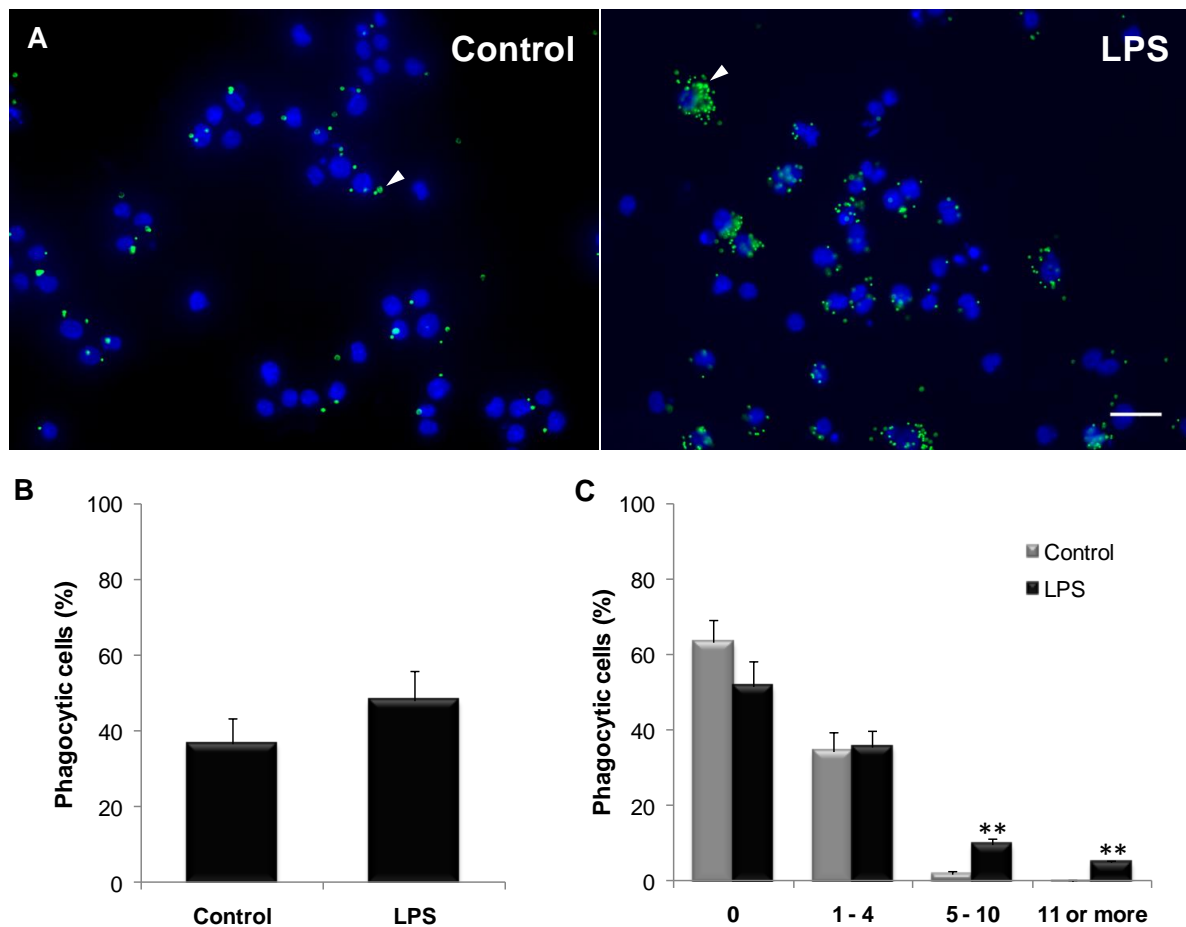 A
Control
LPS
B
Phagocytic cells (%)
100
80
60
40
20
0
Control
LPS
C
Phagocytic cells (%)
100
80
60
40
20
0
Control
LPS
**
**
0
1 - 4
5 - 10
11 or more